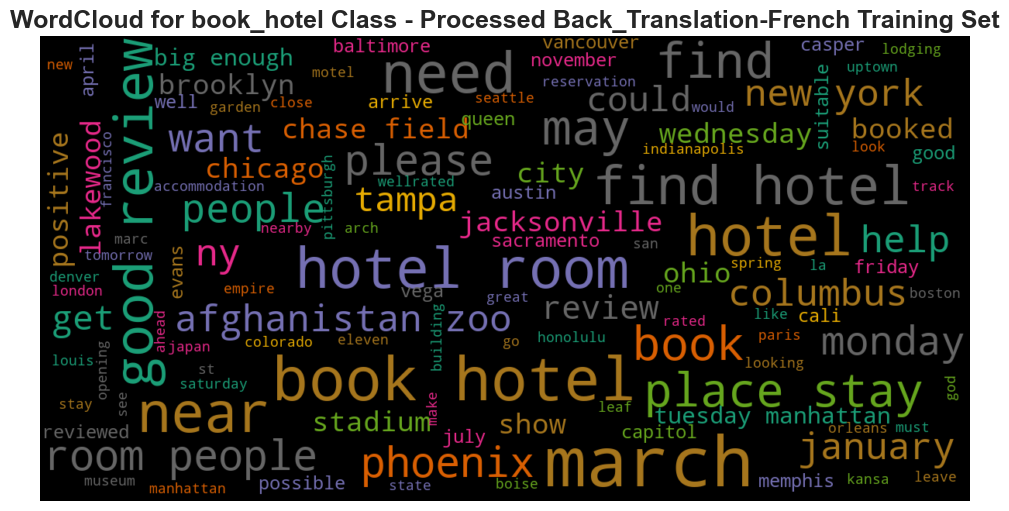 WordCloud for book_hotel Class - Processed Back_Translation-French Training Set
new
april
big enough
baltimore
need
vancouver
november
find
casper
lodging
uptown
brooklyn
motel
reservation
well
garden
close
arrive
seattle
could
would
new york
suitable
good review
want
chase field
queen
may
wednesday
booked
look
good
indianapolis
positive
lakewood
francisco
chicago
please
city
find hotel
track
accommodation
pittsburgh
wellrated
austin
people
tampa
jacksonville
hotel
help
nearby
arch
marc
tomorrow
ny
sacramento
san
evans
hotel room
ohio
spring
la
friday
denver
london
empire
vega
great
one
columbus
boston
get
afghanistan zoo
review
like
cali
louis
ahead
japan
colorado
eleven
building
go
honolulu
rated
book
paris
monday
looking
opening
st
saturday
book hotel
place stay
god
stay
see
near
make
leaf
stadium
show
tuesday
manhattan
reviewed
july
capitol
orleans
must
room people
phoenix
march
january
museum
manhattan
possible
state
boise
memphis
kansa
leave